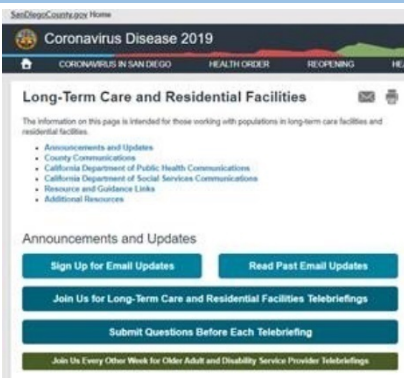 SanDiegoCounty.gov Home
Coronavirus Disease 2019
CORONAVIRUS IN SAN DIEGO HEALTH ORDER REOPENING HEA
Long-Term Care and Residential Facilities
The information on this page is intended for those working with populations in long-term care facilities and
residential facilities.
Announcements and Updates
County Communications
California Department of Public Health Communications
California Department of Social Services Communications
Resource and Guidance Links
Additional Resources
Announcements and Updates
Sign Up for Email Updates Read Past Email Updates
Join Us for Long-Term Care and Residential Facilities Telebriefings
Submit Questions Before Each Telebriefing
Join Us Every Other Week for Older Adult and Disability Service Provider Telebriefings